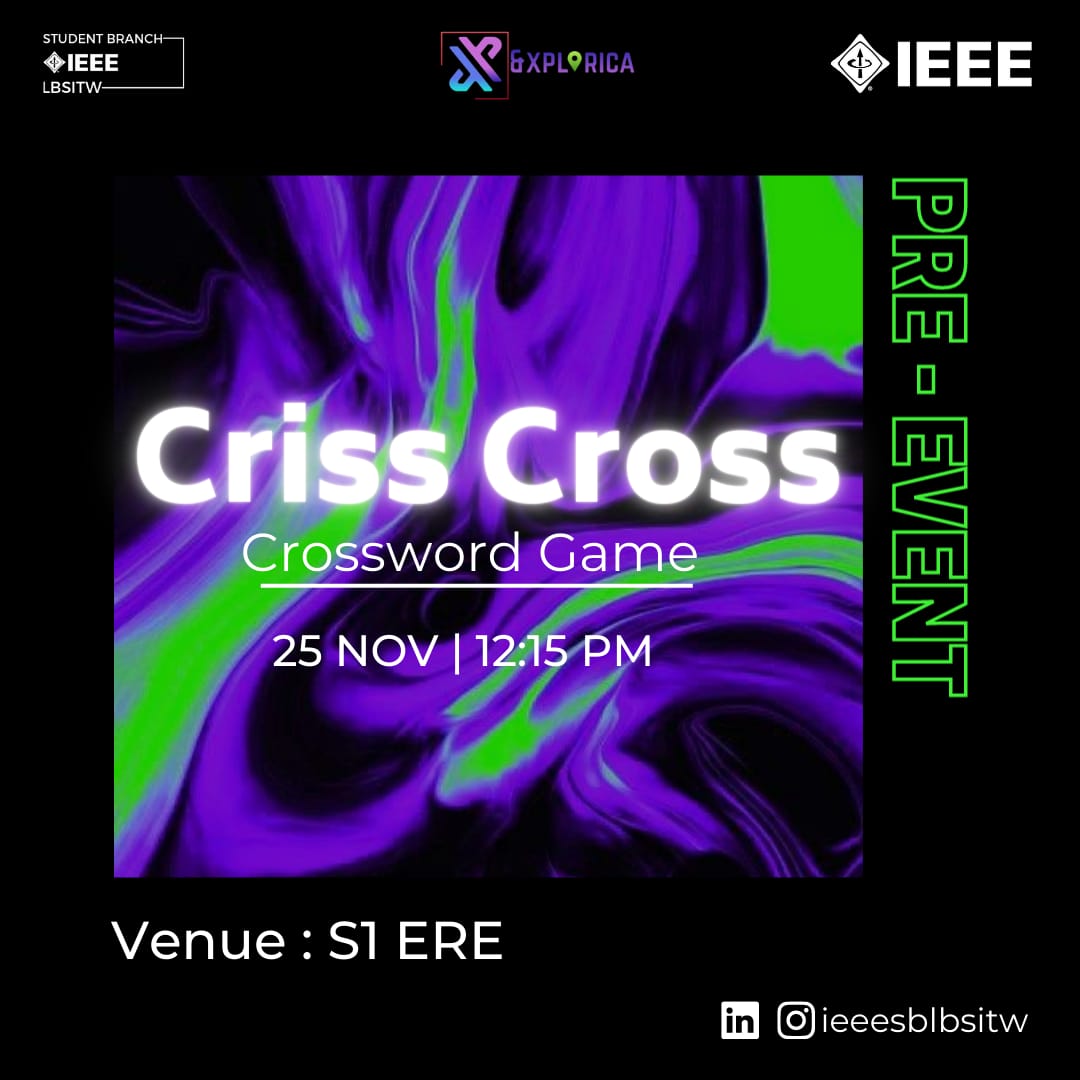 STUDENT BRANCH
IEEE
LBSITW
&XPLORICA
IEEE
PRE - EVENT
Criss Cross
Crossword Game
25 NOV | 12:15 PM
Venue : S1 ERE
in
ieeesblbsitw